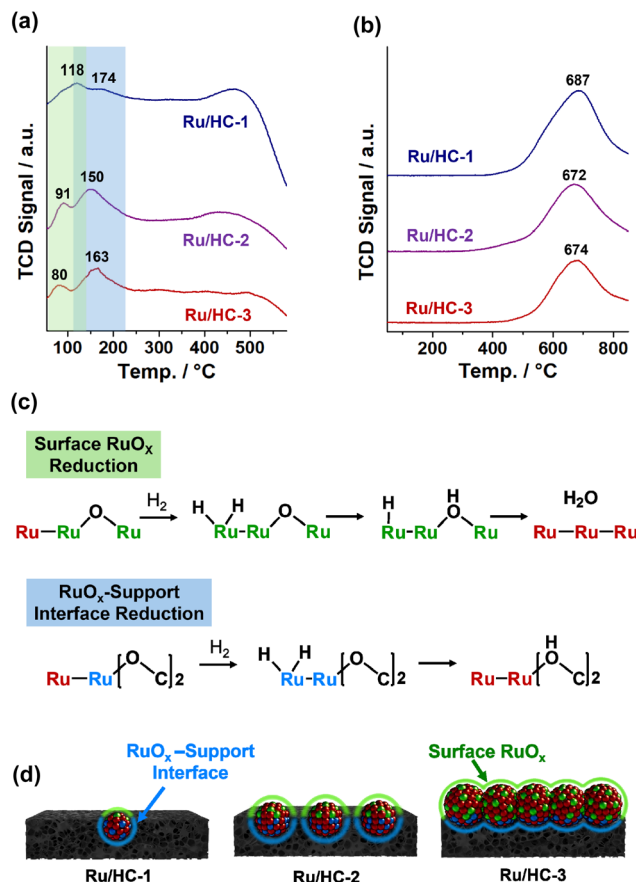 (a)
118
174
Ru/HC-1
91
150
Ru/HC-2
80
163
Ru/HC-3
TCD Signal / a.u.
100 200 300 400 500
Temp. / °C
(b)
687
Ru/HC-1
672
Ru/HC-2
674
Ru/HC-3
TCD Signal / a.u.
200 400 600 800
Temp. / °C
(c)
Surface RuOx
Reduction
Ru Ru O Ru H2 H H Ru Ru O Ru H Ru Ru H O Ru H2O Ru Ru Ru
RuOx-Support
Interface Reduction
Ru Ru ( O C )2 H2 H H Ru Ru ( O C )2 Ru Ru ( H O C )2
(d)
RuOx–Support
Interface
Surface RuOx
Ru/HC-1
Ru/HC-2
Ru/HC-3